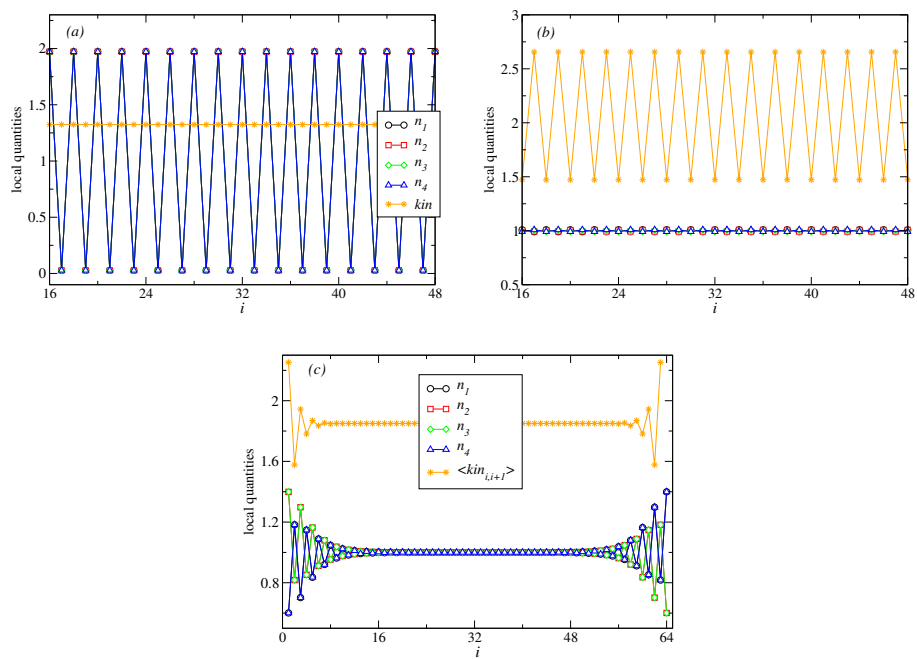 (a)
2
1.5
1
0.5
0
local quantities
16
24
32
40
48
i
n1
n2
n3
n4
kin
(b)
3
2.5
2
1.5
1
0.5
local quantities
16
24
32
40
48
i
(c)
2
1.6
1.2
0.8
local quantities
0
16
32
48
64
i
n1
n2
n3
n4
<kini,i+1>